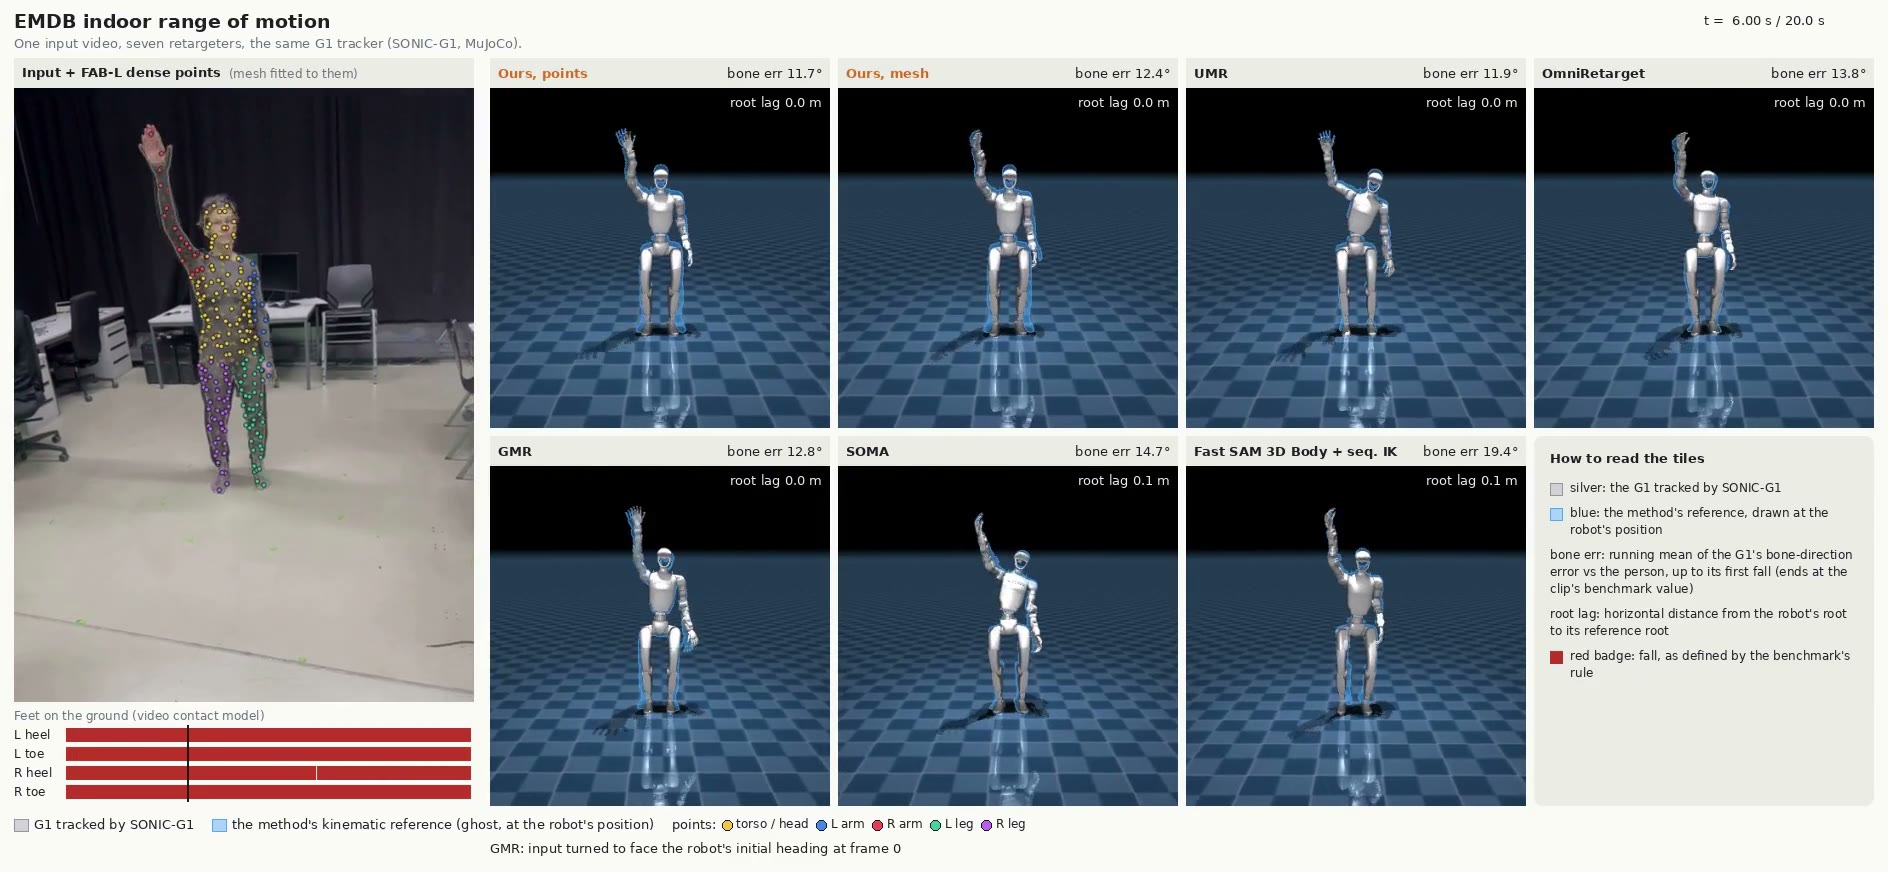 EMDB indoor range of motion
t = 6.00 s / 20.0 s
One input video, seven retargeters, the same G1 tracker (SONIC-G1, MuJoCo).
Input + FAB-L dense points (mesh fitted to them)
Ours, points bone err 11.7°
root lag 0.0 m
Ours, mesh bone err 12.4°
root lag 0.0 m
UMR bone err 11.9°
root lag 0.0 m
OmniRetarget bone err 13.8°
root lag 0.0 m
GMR bone err 12.8°
root lag 0.0 m
SOMA bone err 14.7°
root lag 0.1 m
Fast SAM 3D Body + seq. IK bone err 19.4°
root lag 0.1 m
How to read the tiles
silver: the G1 tracked by SONIC-G1
blue: the method's reference, drawn at the
robot's position
bone err: running mean of the G1's bone-direction
error vs the person, up to its first fall (ends at the
clip's benchmark value)
root lag: horizontal distance from the robot's root
to its reference root
red badge: fall, as defined by the benchmark's
rule
Feet on the ground (video contact model)
L heel
L toe
R heel
R toe
G1 tracked by SONIC-G1 the method's kinematic reference (ghost, at the robot's position) points: torso / head L arm R arm L leg R leg
GMR: input turned to face the robot's initial heading at frame 0